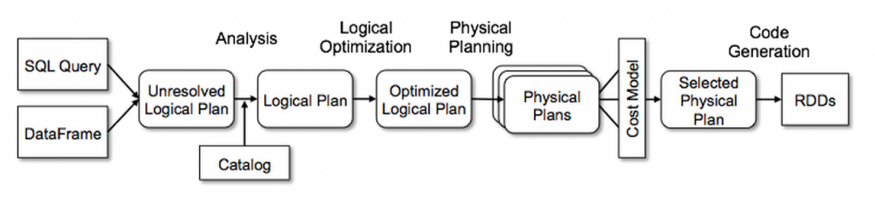 Analysis
Logical
Optimization
Physical
Planning
Code
Generation
SQL Query
DataFrame
Unresolved
Logical Plan
Catalog
Logical Plan
Optimized
Logical Plan
Physical
Plans
Cost Model
Selected
Physical
Plan
RDDs